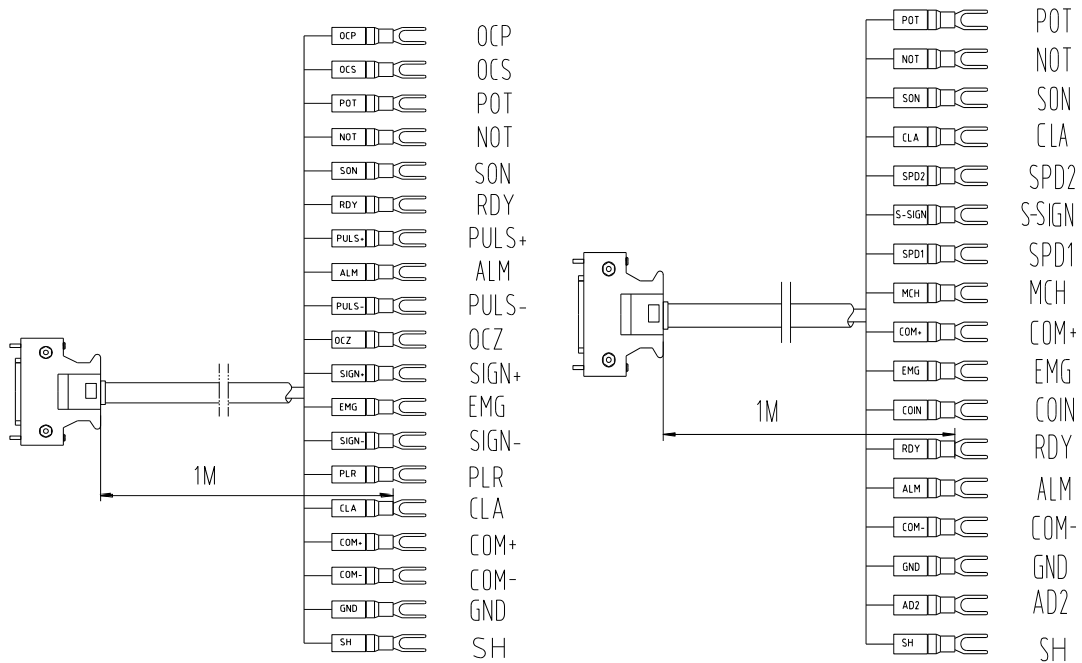 OCP OCP
OCS OCS
POT POT
NOT NOT
SON SON
RDY RDY
PULS+ PULS+
ALM ALM
PULS- PULS-
OCZ OCZ
SIGN+ SIGN+
EMG EMG
SIGN- SIGN-
PLR PLR
CLA CLA
COM+ COM+
COM- COM-
GND GND
SH SH
1M
POT POT
NOT NOT
SON SON
CLA CLA
SPD2 SPD2
S-SIGN S-SIGN
SPD1 SPD1
MCH MCH
COM+ COM+
EMG EMG
COIN COIN
RDY RDY
ALM ALM
COM- COM-
GND GND
AD2 AD2
SH SH
1M